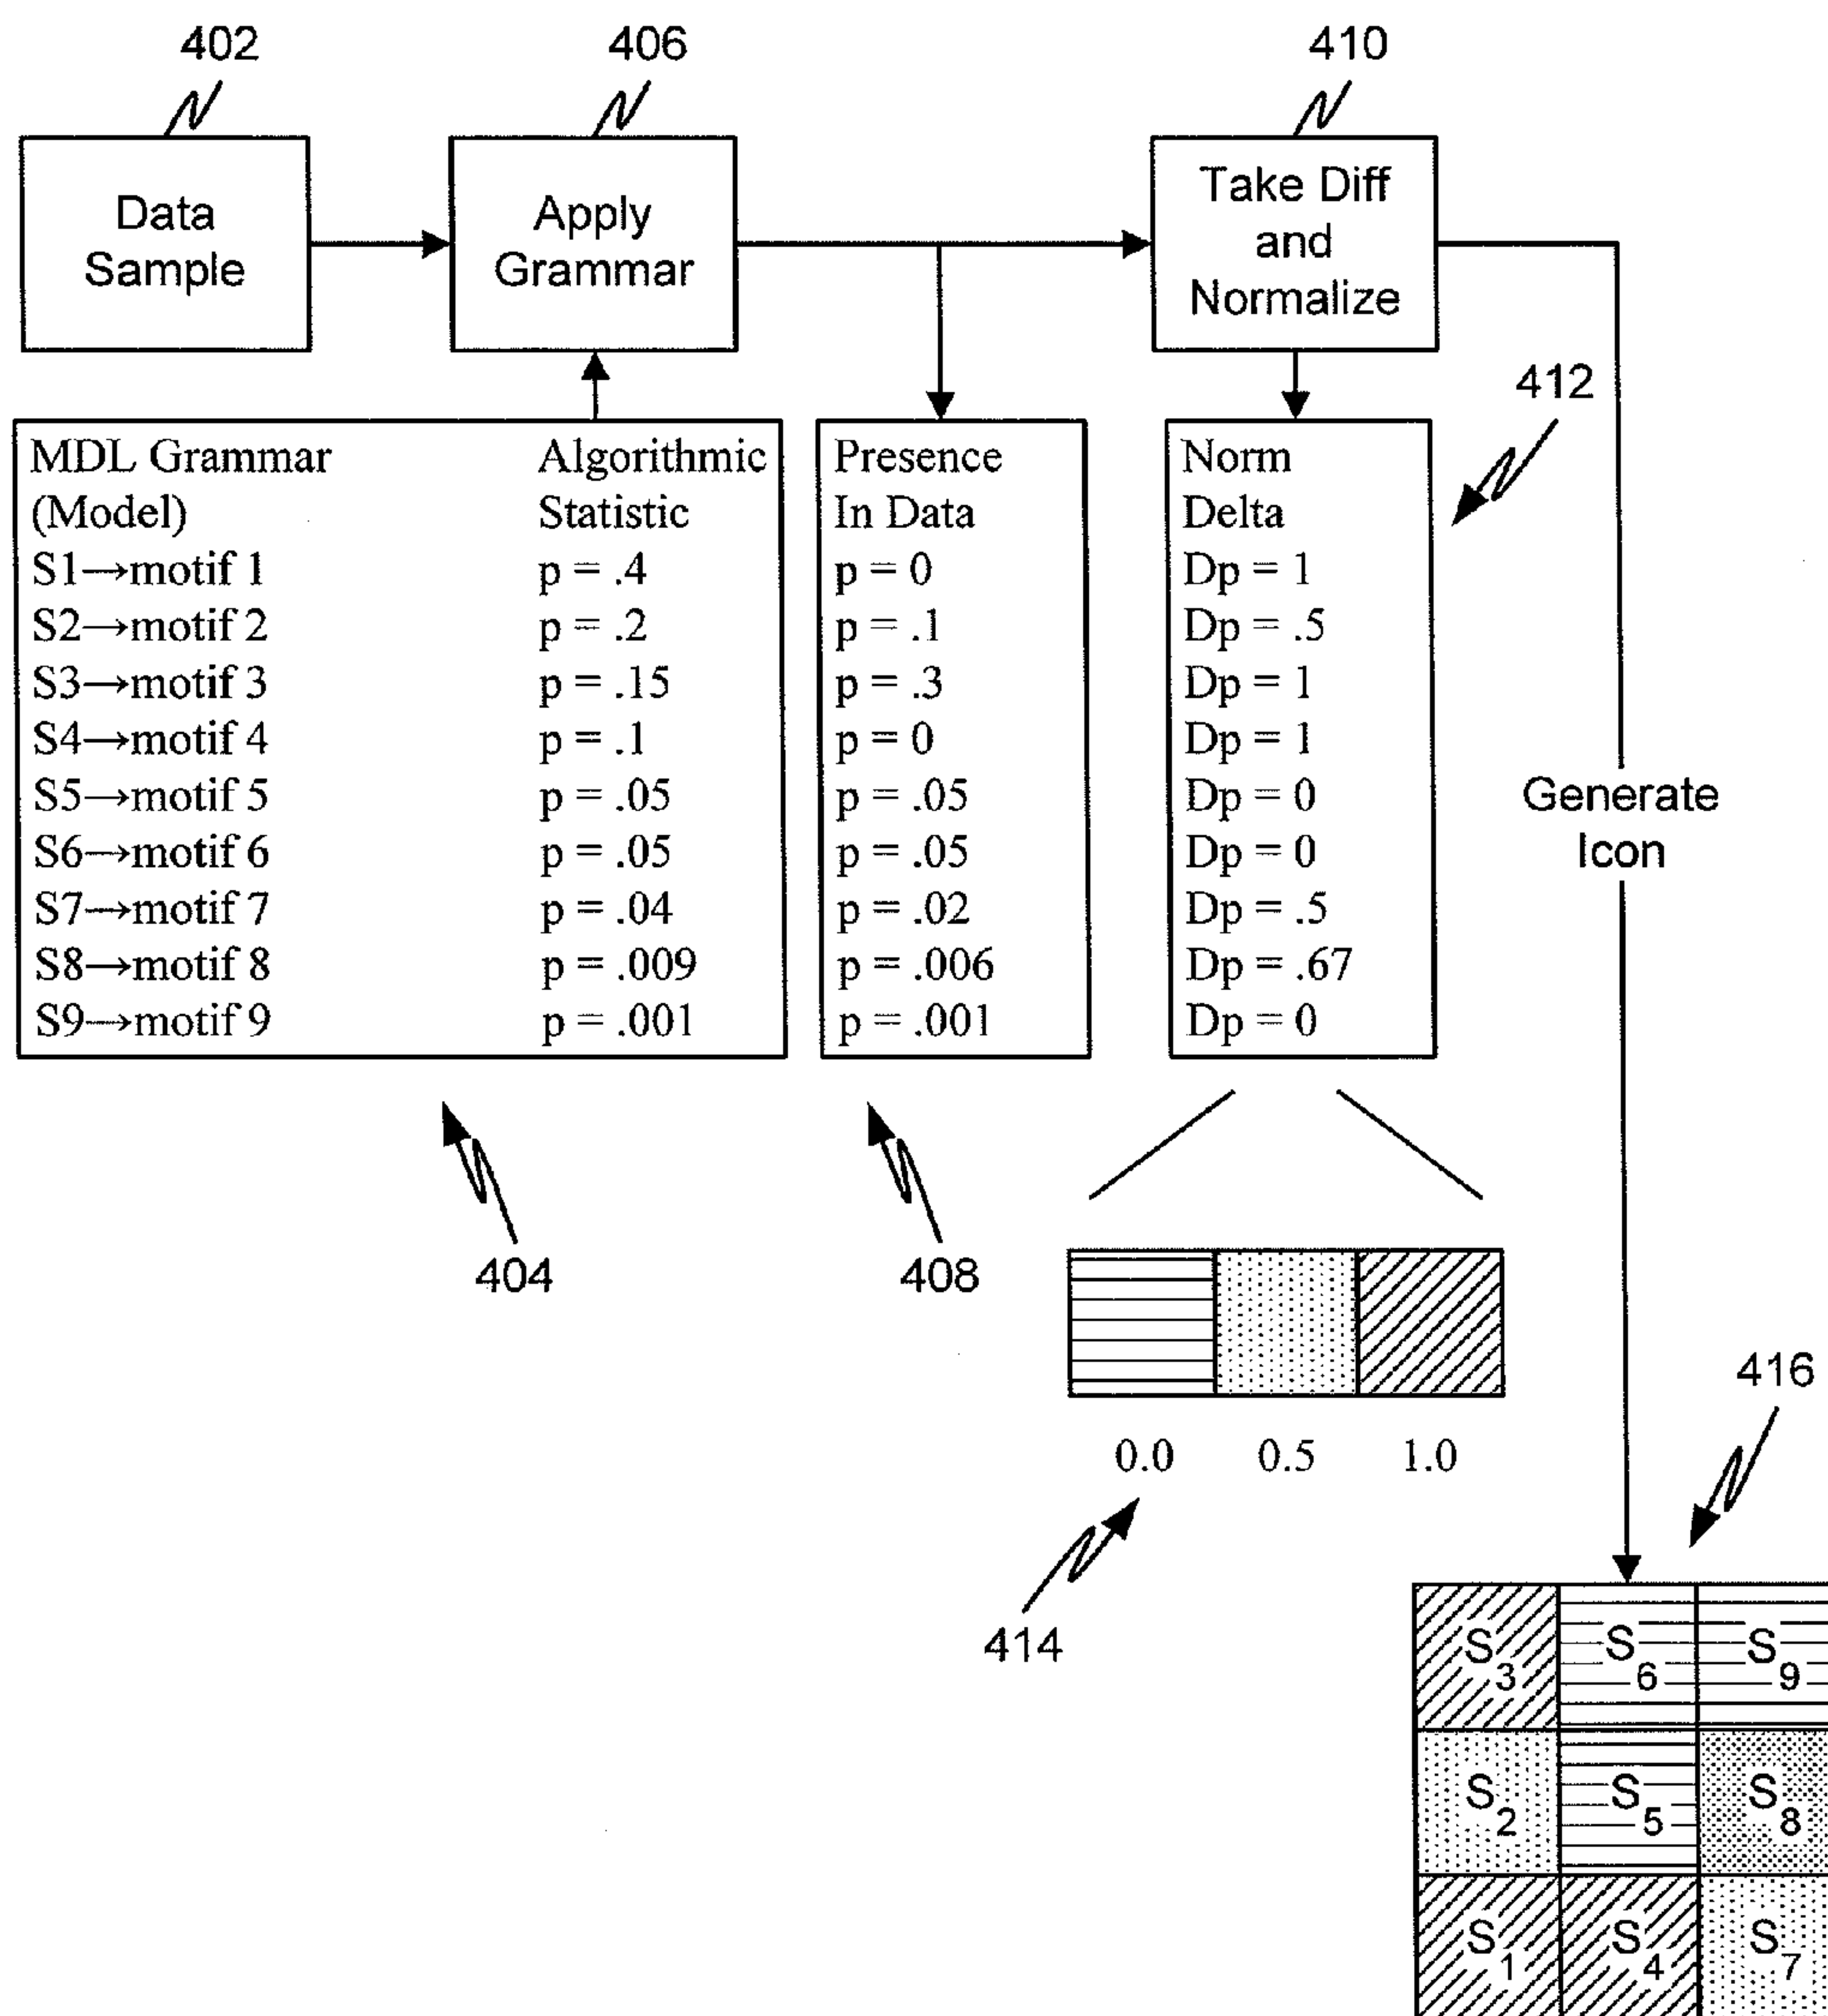 402
406
410
Data
Sample
Apply
Grammar
Take Diff
and
Normalize
412
MDL Grammar
(Model)
S1→motif 1
S2→motif 2
S3→motif 3
S4→motif 4
S5→motif 5
S6→motif 6
S7→motif 7
S8→motif 8
S9→motif 9
Algorithmic
Statistic
p = .4
p = .2
p = .15
p = .1
p = .05
p = .05
p = .04
p = .009
p = .001
Presence
In Data
p = 0
p = .1
p = .3
p = 0
p = .05
p = .05
p = .02
p = .006
p = .001
Norm
Delta
Dp = 1
Dp = .5
Dp = 1
Dp = 1
Dp = 0
Dp = 0
Dp = .5
Dp = .67
Dp = 0
Generate
Icon
404
408
0.0 0.5 1.0
414
416
S3 S6 S9
S2 S5 S8
S1 S4 S7